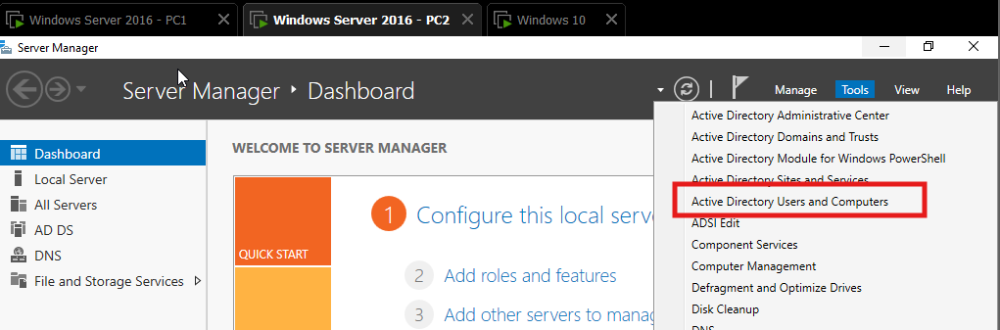 Windows Server 2016 - PC1
Windows Server 2016 - PC2
Windows 10
Server Manager
Server Manager ‣ Dashboard
Manage
Tools
View
Help
Dashboard
Local Server
All Servers
AD DS
DNS
File and Storage Services
WELCOME TO SERVER MANAGER
QUICK START
1 Configure this local serve
2 Add roles and features
3 Add other servers to manag
Active Directory Administrative Center
Active Directory Domains and Trusts
Active Directory Module for Windows PowerShell
Active Directory Sites and Services
Active Directory Users and Computers
ADSI Edit
Component Services
Computer Management
Defragment and Optimize Drives
Disk Cleanup
DNS